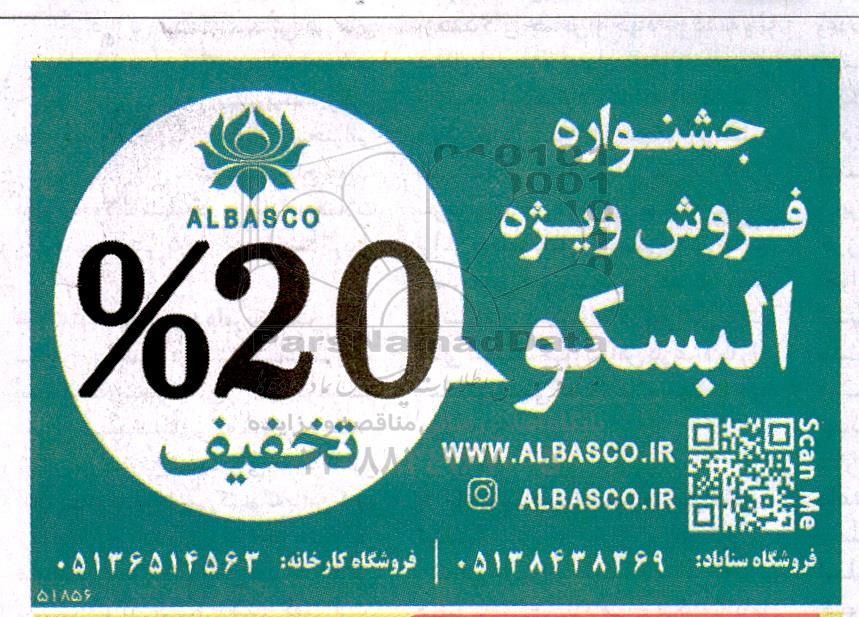 جشنواره
فروش ویژه
البسکو
ALBASCO
%20
تخفیف
WWW.ALBASCO.IR
ALBASCO.IR
Scan Me
فروشگاه سناباد: ۰۵۱۳۸۴۳۸۳۶۹ | فروشگاه کارخانه: ۰۵۱۳۶۵۱۴۵۶۳
۵۱۸۵۶
ParsNamadData